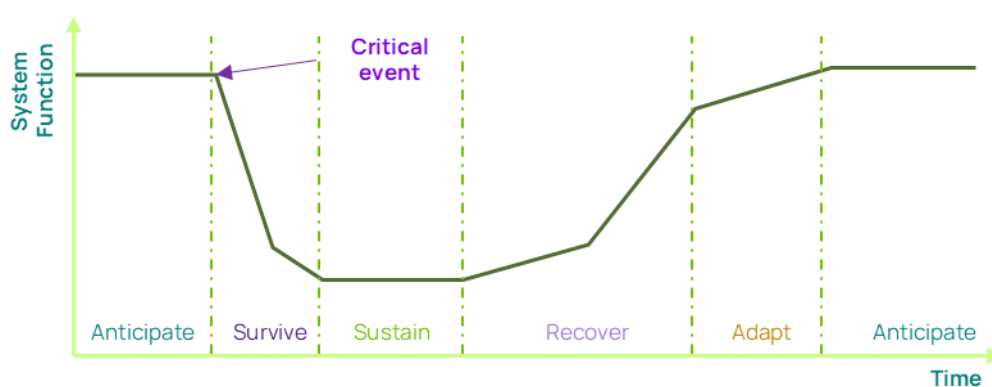 System
Function
Critical
event
Anticipate
Survive
Sustain
Recover
Adapt
Anticipate
Time